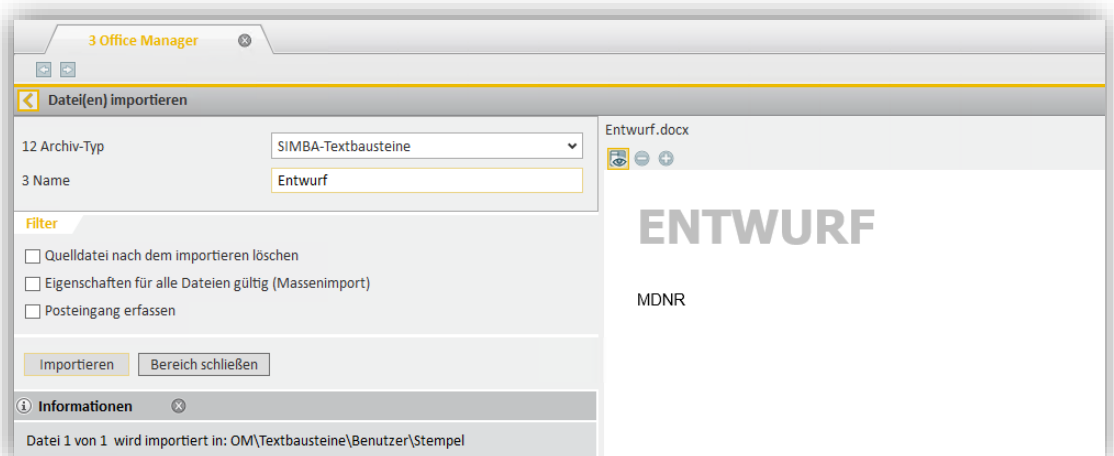 3 Office Manager
Datei(en) importieren
12 Archiv-Typ
SIMBA-Textbausteine
3 Name
Entwurf
Filter
Quelldatei nach dem importieren löschen
Eigenschaften für alle Dateien gültig (Massenimport)
Posteingang erfassen
Importieren
Bereich schließen
Informationen
Datei 1 von 1 wird importiert in: OM\Textbausteine\Benutzer\Stempel
Entwurf.docx
ENTWURF
MDNR